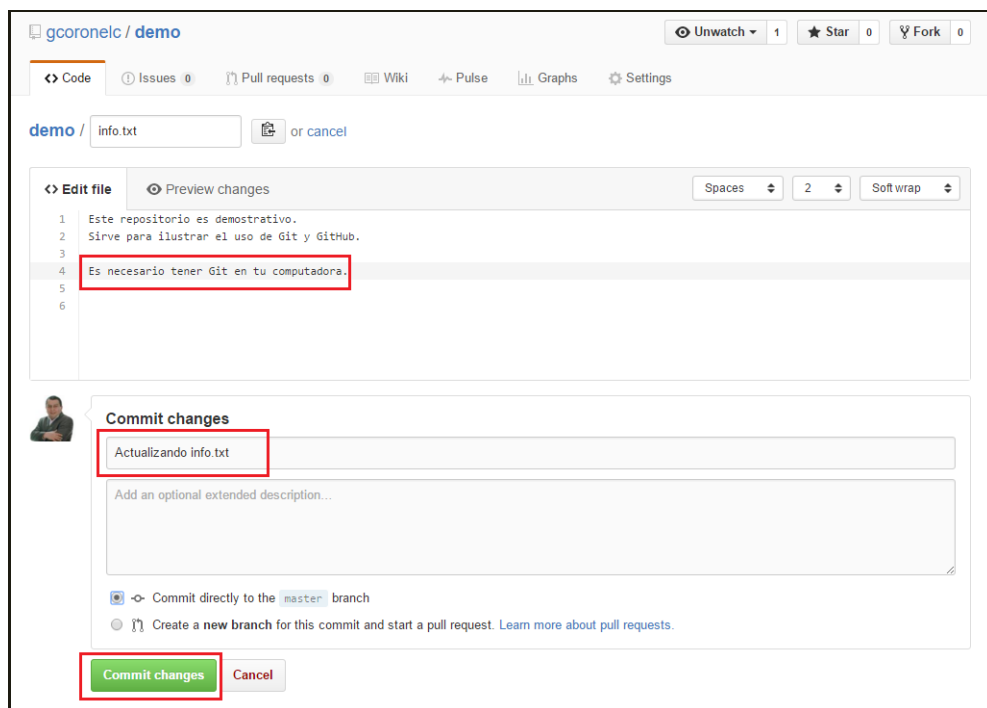 gcoronelc / demo
Unwatch 1 Star 0 Fork 0
Code Issues 0 Pull requests 0 Wiki Pulse Graphs Settings
demo / info.txt or cancel
<> Edit file Preview changes Spaces 2 Soft wrap
1 Este repositorio es demostrativo.
2 Sirve para ilustrar el uso de Git y GitHub.
3
4 Es necesario tener Git en tu computadora.
5
6
Commit changes
Actualizando info.txt
Add an optional extended description...
Commit directly to the master branch
Create a new branch for this commit and start a pull request. Learn more about pull requests.
Commit changes Cancel